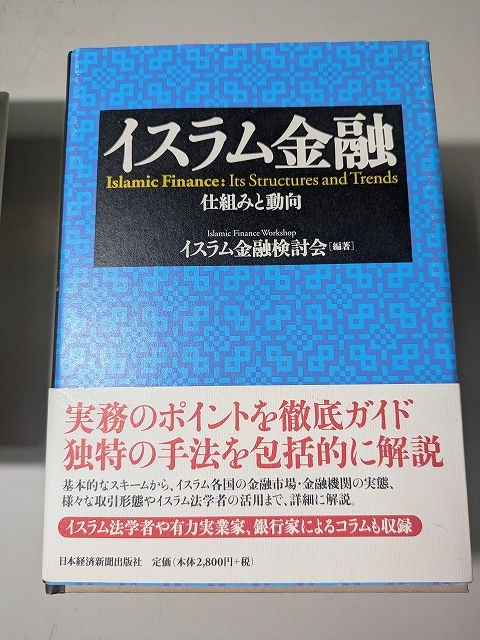 イスラム金融
Islamic Finance: Its Structures and Trends
仕組みと動向
Islamic Finance Workshop
イスラム金融検討会[編著]
実務のポイントを徹底ガイド
独特の手法を包括的に解説
基本的なスキームから、イスラム各国の金融市場・金融機関の実態、
様々な取引形態やイスラム法学者の活用まで、詳細に解説。
イスラム法学者や有力実業家、銀行家によるコラムも収録
日本経済新聞出版社 定価(本体2,800円+税)